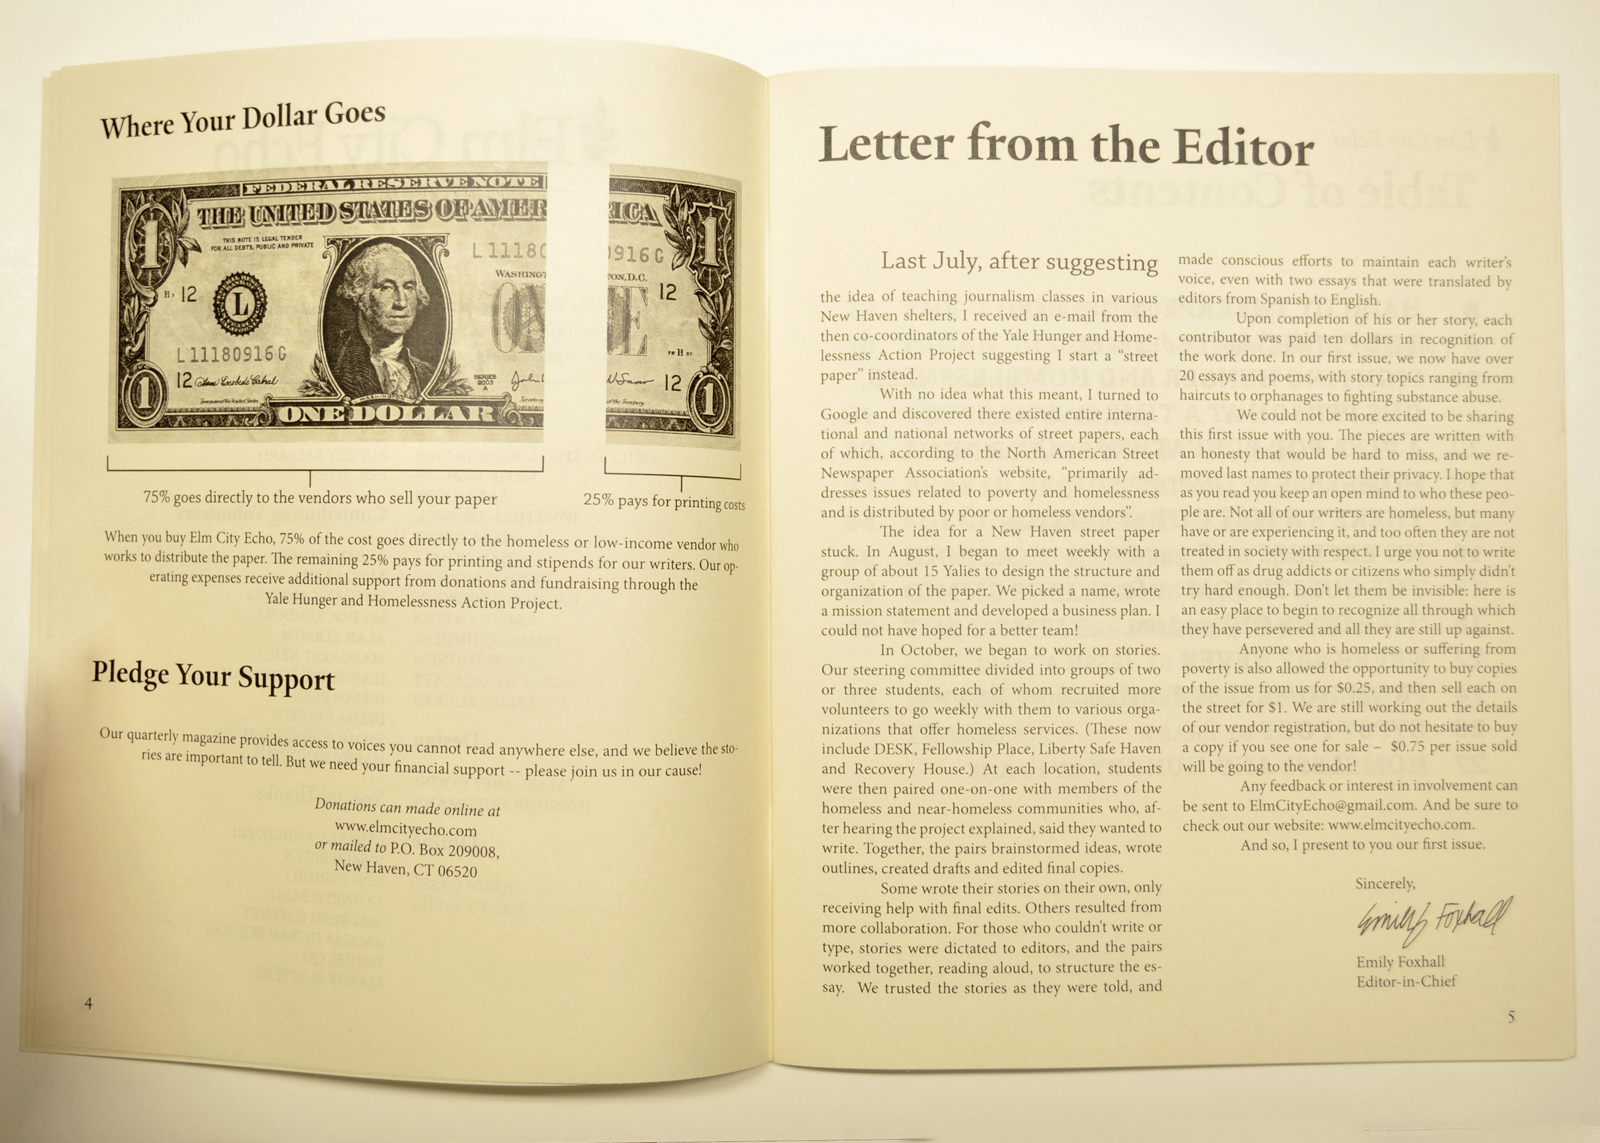 Where Your Dollar Goes
FEDERAL RESERVE NOTE
THE UNITED STATES OF AMER
ICA
THIS NOTE IS LEGAL TENDER
FOR ALL DEBTS, PUBLIC AND PRIVATE
L 11180
0916 G
WASHINGT
ON, D.C.
H 12
12
L
ONE
L 11180916 G
12
SERIES
2003
A
12
1
1
1
1
WASHINGTON
ONE DOLLAR
75% goes directly to the vendors who sell your paper
25% pays for printing costs
When you buy Elm City Echo, 75% of the cost goes directly to the homeless or low-income vendor who
works to distribute the paper. The remaining 25% pays for printing and stipends for our writers. Our op-
erating expenses receive additional support from donations and fundraising through the
Yale Hunger and Homelessness Action Project.
Pledge Your Support
Our quarterly magazine provides access to voices you cannot read anywhere else, and we believe the sto-
ries are important to tell. But we need your financial support -- please join us in our cause!
Donations can made online at
www.elmcityecho.com
or mailed to P.O. Box 209008,
New Haven, CT 06520
4
Letter from the Editor
Last July, after suggesting
the idea of teaching journalism classes in various
New Haven shelters, I received an e-mail from the
then co-coordinators of the Yale Hunger and Home-
lessness Action Project suggesting I start a "street
paper" instead.
With no idea what this meant, I turned to
Google and discovered there existed entire interna-
tional and national networks of street papers, each
of which, according to the North American Street
Newspaper Association's website, "primarily ad-
dresses issues related to poverty and homelessness
and is distributed by poor or homeless vendors".
The idea for a New Haven street paper
stuck. In August, I began to meet weekly with a
group of about 15 Yalies to design the structure and
organization of the paper. We picked a name, wrote
a mission statement and developed a business plan. I
could not have hoped for a better team!
In October, we began to work on stories.
Our steering committee divided into groups of two
or three students, each of whom recruited more
volunteers to go weekly with them to various orga-
nizations that offer homeless services. (These now
include DESK, Fellowship Place, Liberty Safe Haven
and Recovery House.) At each location, students
were then paired one-on-one with members of the
homeless and near-homeless communities who, af-
ter hearing the project explained, said they wanted to
write. Together, the pairs brainstormed ideas, wrote
outlines, created drafts and edited final copies.
Some wrote their stories on their own, only
receiving help with final edits. Others resulted from
more collaboration. For those who couldn't write or
type, stories were dictated to editors, and the pairs
worked together, reading aloud, to structure the es-
say. We trusted the stories as they were told, and
made conscious efforts to maintain each writer's
voice, even with two essays that were translated by
editors from Spanish to English.
Upon completion of his or her story, each
contributor was paid ten dollars in recognition of
the work done. In our first issue, we now have over
20 essays and poems, with story topics ranging from
haircuts to orphanages to fighting substance abuse.
We could not be more excited to be sharing
this first issue with you. The pieces are written with
an honesty that would be hard to miss, and we re-
moved last names to protect their privacy. I hope that
as you read you keep an open mind to who these peo-
ple are. Not all of our writers are homeless, but many
have or are experiencing it, and too often they are not
treated in society with respect. I urge you not to write
them off as drug addicts or citizens who simply didn't
try hard enough. Don't let them be invisible: here is
an easy place to begin to recognize all through which
they have persevered and all they are still up against.
Anyone who is homeless or suffering from
poverty is also allowed the opportunity to buy copies
of the issue from us for $0.25, and then sell each on
the street for $1. We are still working out the details
of our vendor registration, but do not hesitate to buy
a copy if you see one for sale – $0.75 per issue sold
will be going to the vendor!
Any feedback or interest in involvement can
be sent to ElmCityEcho@gmail.com. And be sure to
check out our website: www.elmcityecho.com.
And so, I present to you our first issue.
Sincerely,
Emily Foxhall
Emily Foxhall
Editor-in-Chief
5